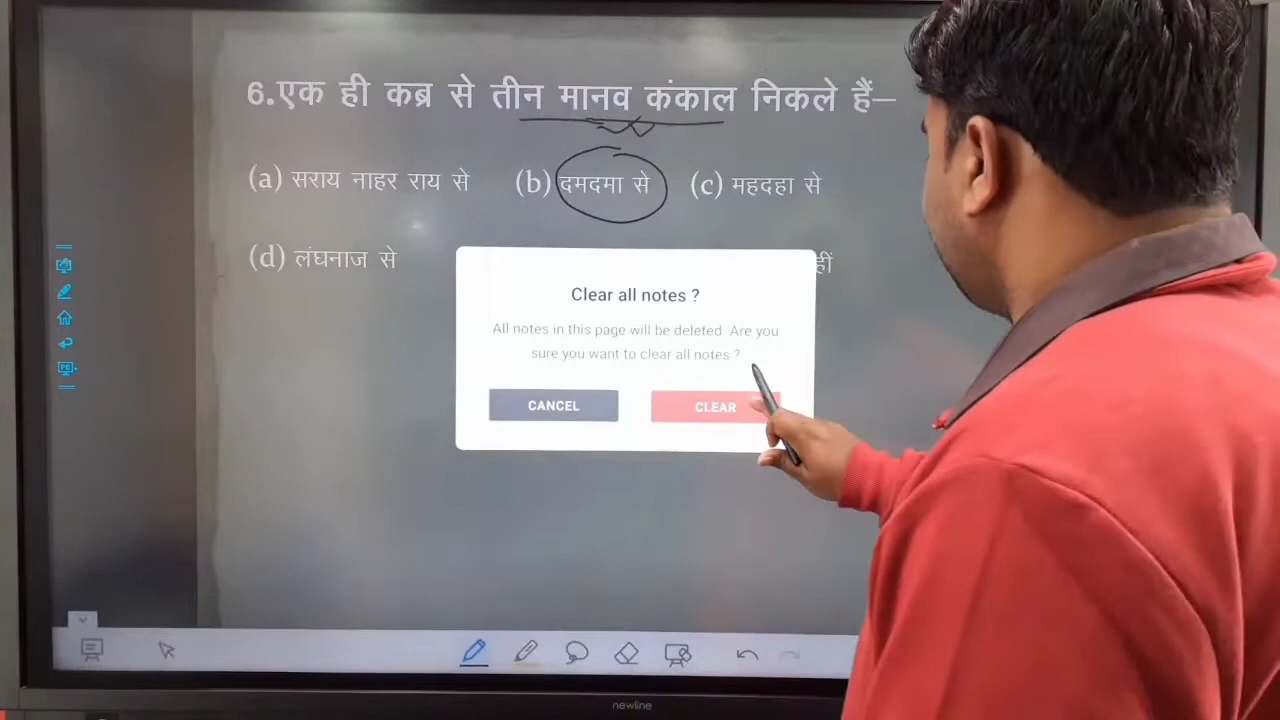 6.एक ही कब्र से तीन मानव कंकाल निकले हैं–
(a) सराय नाहर राय से (b) दमदमा से (c) महदहा से
(d) लंघनाज से
Clear all notes ?
All notes in this page will be deleted. Are you
sure you want to clear all notes ?
CANCEL CLEAR
PC
newline